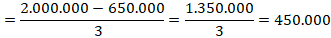 = (2.000.000 − 650.000) / 3 = 1.350.000 / 3 = 450.000